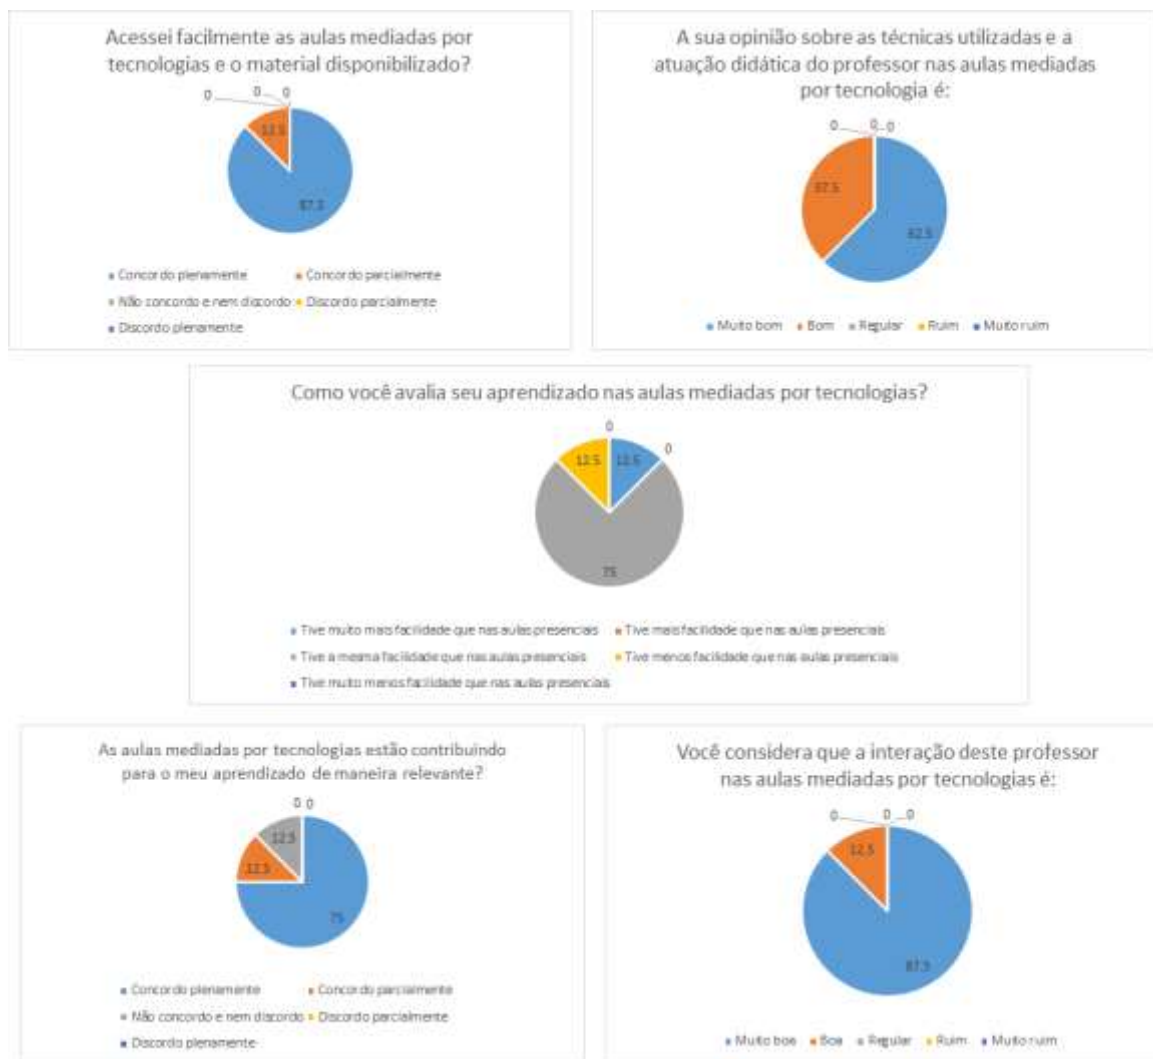 Acessei facilmente as aulas mediadas por
tecnologias e o material disponibilizado?
0 0 0
12.5
87.5
Concordo plenamente Concordo parcialmente
Não concordo e nem discordo Discordo parcialmente
Discordo plenamente
A sua opinião sobre as técnicas utilizadas e a
atuação didática do professor nas aulas mediadas
por tecnologia é:
0 0 0
37.5
62.5
Muito bom Bom Regular Ruim Muito ruim
Como você avalia seu aprendizado nas aulas mediadas por tecnologias?
0
0
12.5 12.5
75
Tive muito mais facilidade que nas aulas presenciais Tive mais facilidade que nas aulas presenciais
Tive a mesma facilidade que nas aulas presenciais Tive menos facilidade que nas aulas presenciais
Tive muito menos facilidade que nas aulas presenciais
As aulas mediadas por tecnologias estão contribuindo
para o meu aprendizado de maneira relevante?
0 0
12.5
12.5
75
Concordo plenamente Concordo parcialmente
Não concordo e nem discordo Discordo parcialmente
Discordo plenamente
Você considera que a interação deste professor
nas aulas mediadas por tecnologias é:
0 0 0
12.5
87.5
Muito boa Boa Regular Ruim Muito ruim